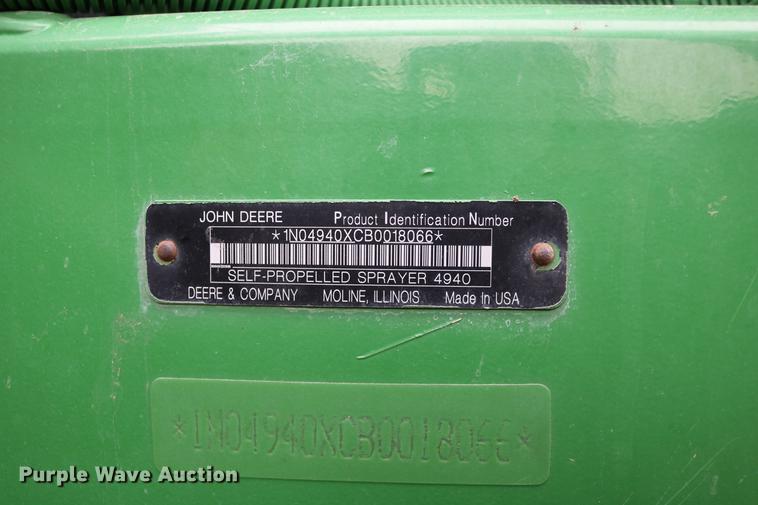 JOHN DEERE Product Identification Number
*1N04940XCB0018066*
SELF-PROPELLED SPRAYER 4940
DEERE & COMPANY MOLINE, ILLINOIS Made in USA
*1N04940XCB0018066*
Purple Wave Auction